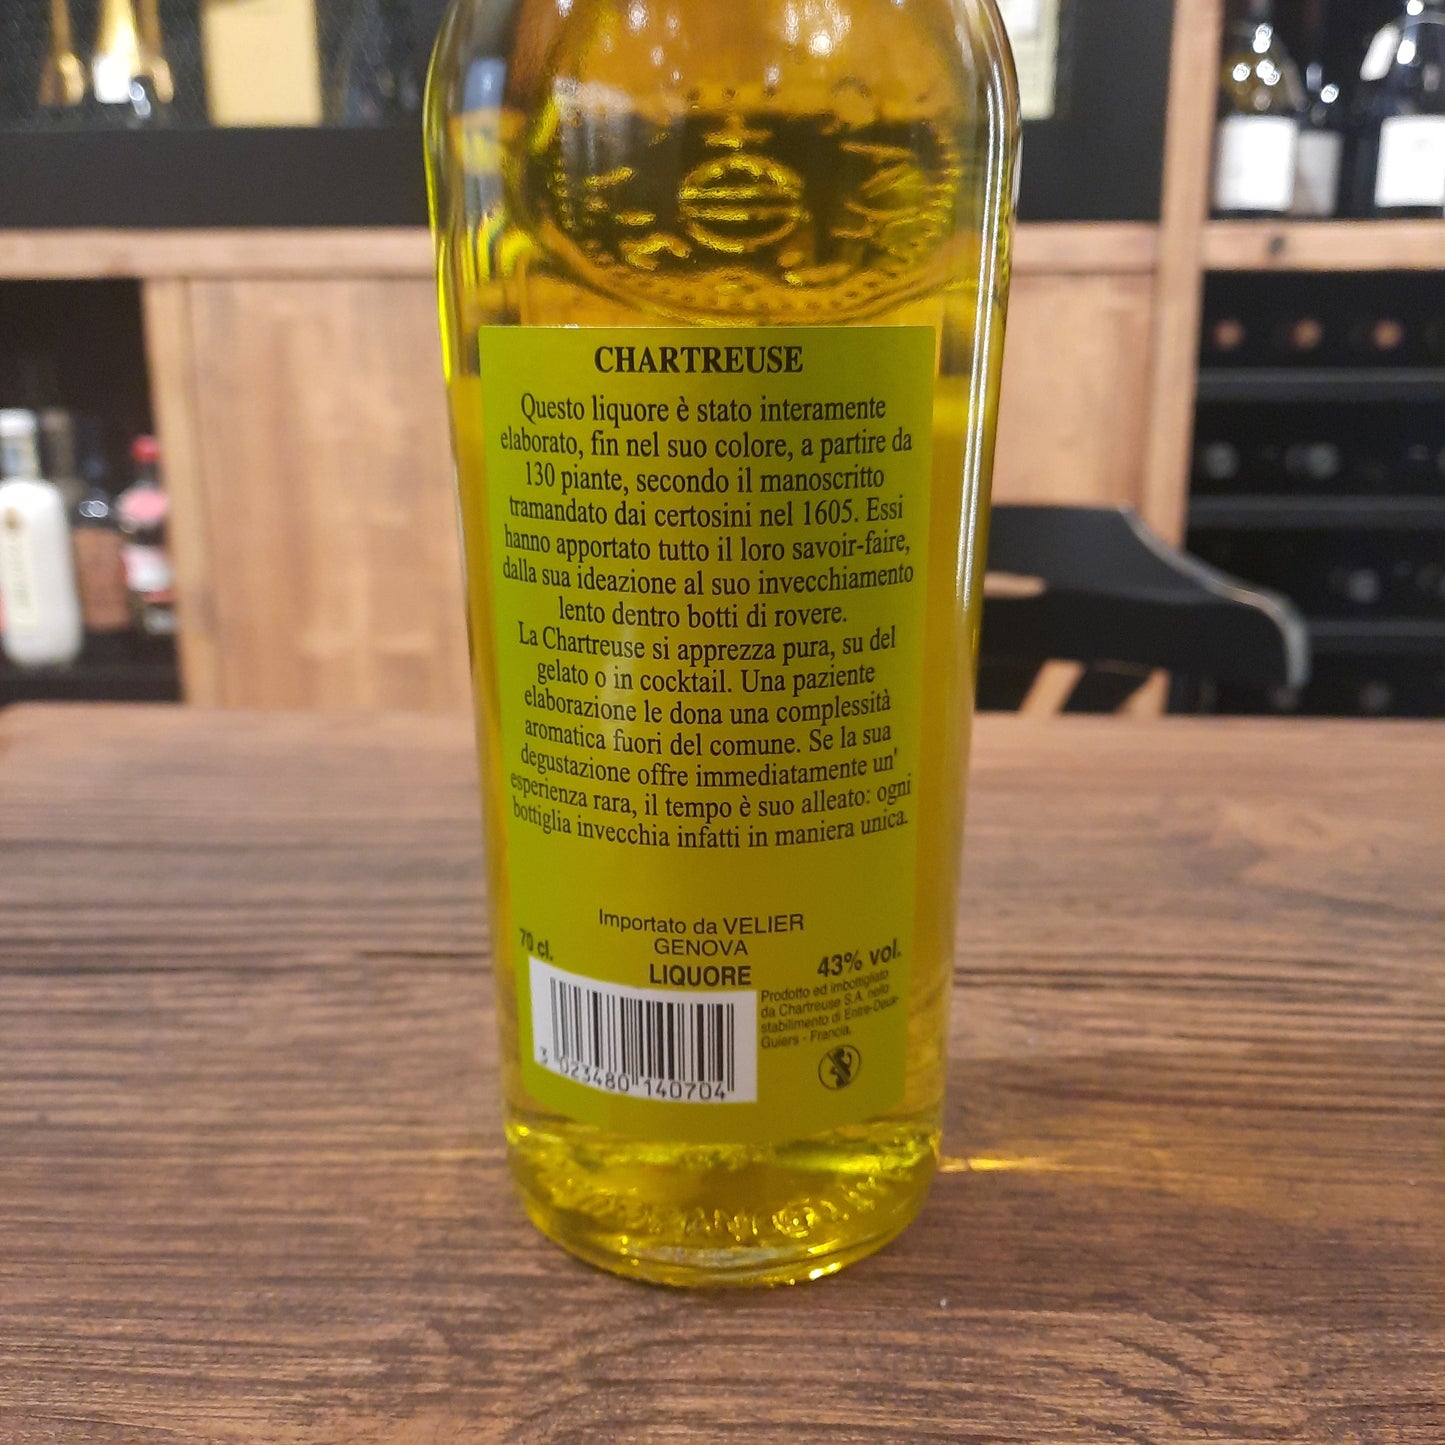 CHARTREUSE
Questo liquore è stato interamente
elaborato, fin nel suo colore, a partire da
130 piante, secondo il manoscritto
tramandato dai certosini nel 1605. Essi
hanno apportato tutto il loro savoir-faire,
dalla sua ideazione al suo invecchiamento
lento dentro botti di rovere.
La Chartreuse si apprezza pura, su del
gelato o in cocktail. Una paziente
elaborazione le dona una complessità
aromatica fuori del comune. Se la sua
degustazione offre immediatamente un'
esperienza rara, il tempo è suo alleato: ogni
bottiglia invecchia infatti in maniera unica.
Importato da VELIER
GENOVA
70 cl.
LIQUORE
43% vol.
Prodotto ed imbottigliato
da Chartreuse S.A. nello
stabilimento di Entre-Deux-
Guiers - Francia.
3 023480 140704